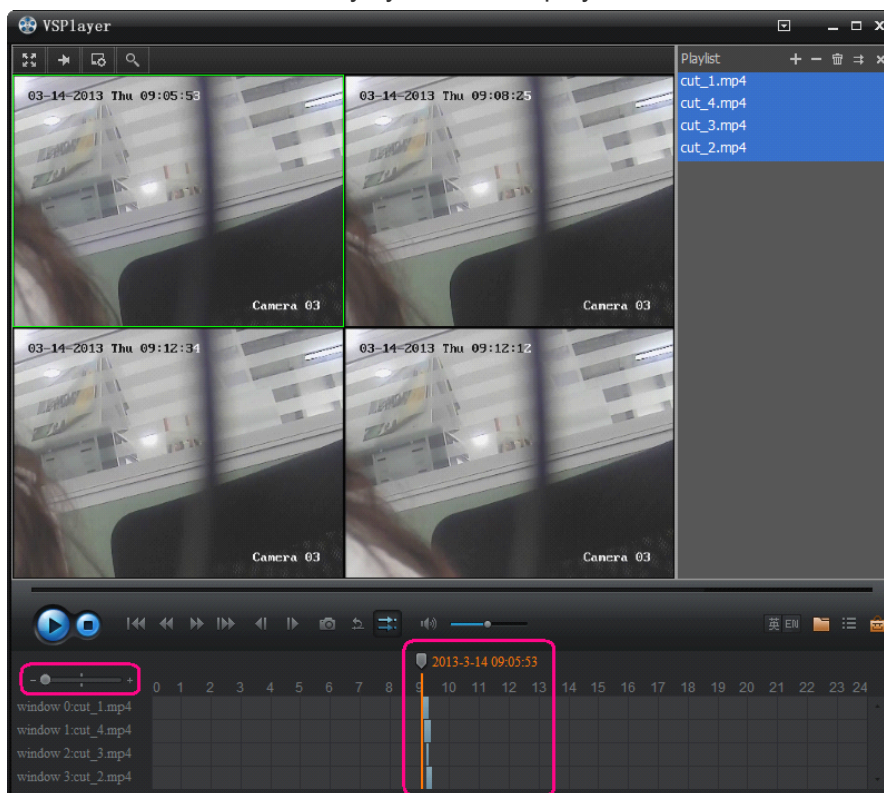 VSPlayer
Playlist
cut_1.mp4
cut_4.mp4
cut_3.mp4
cut_2.mp4
03-14-2013 Thu 09:05:53
Camera 03
03-14-2013 Thu 09:08:25
Camera 03
03-14-2013 Thu 09:12:34
Camera 03
03-14-2013 Thu 09:12:12
Camera 03
英 EN
2013-3-14 09:05:53
0 1 2 3 4 5 6 7 8 9 10 11 12 13 14 15 16 17 18 19 20 21 22 23 24
window 0:cut_1.mp4
window 1:cut_4.mp4
window 2:cut_3.mp4
window 3:cut_2.mp4